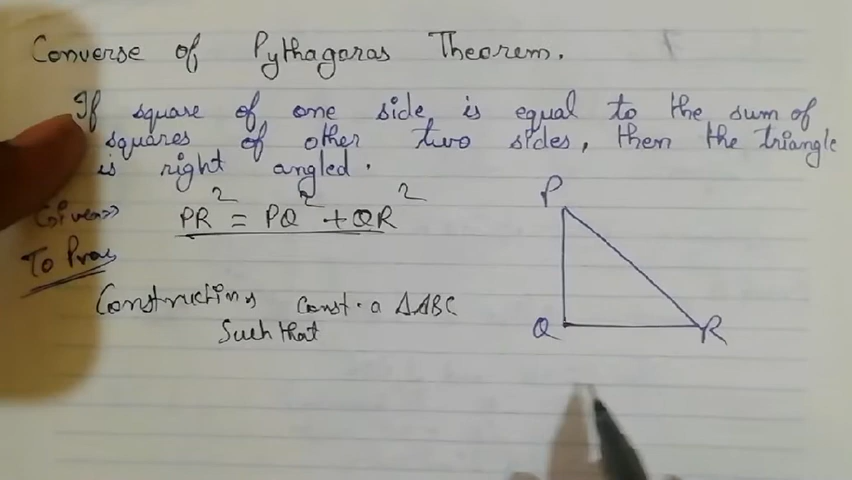 Converse of Pythagoras Theorem.
If square of one side is equal to the sum of
squares of other two sides, then the triangle
is right angled.
Given⇒ PR² = PQ² + QR²
To Prove
Construction, Const. a ΔABC
Such that
P
Q
R